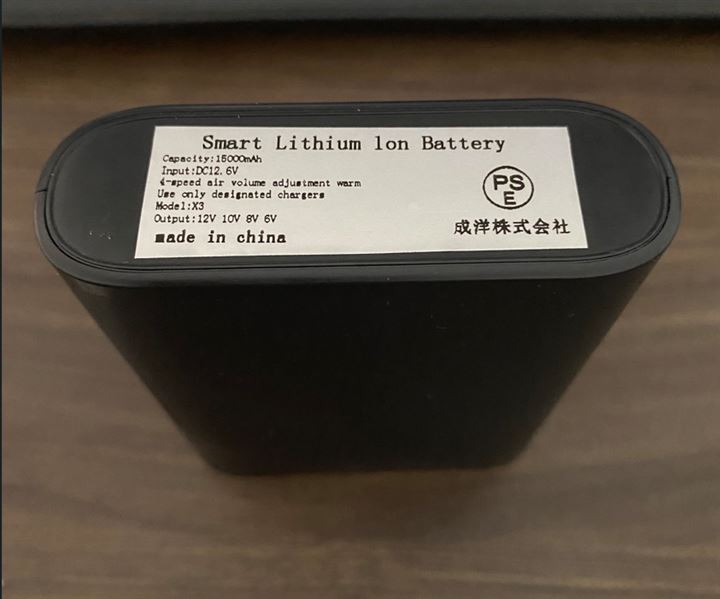 Smart Lithium lon Battery
Capacity:15000mAh
Input:DC12.6V
4-speed air volume adjustment warm
Use only designated chargers
Model:X3
Output:12V 10V 8V 6V
made in china
PS
E
成洋株式会社